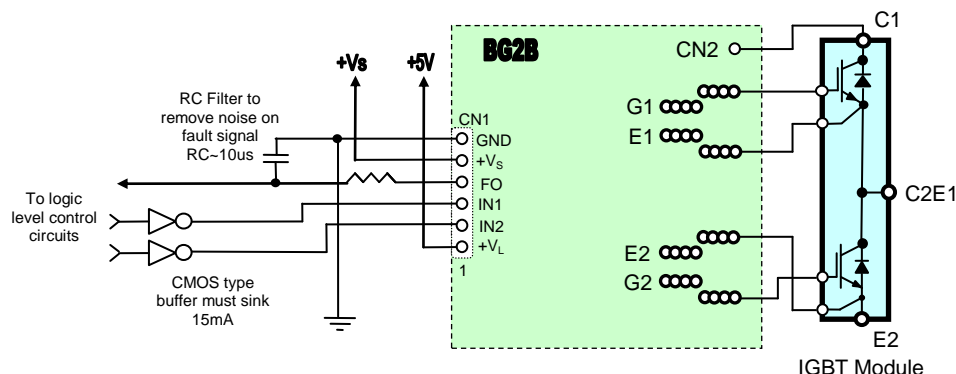 C1
BG2B
CN2
+Vs
+5V
RC Filter to
remove noise on
fault signal
RC~10us
CN1
GND
+VS
FO
IN1
IN2
+VL
1
G1
E1
C2E1
To logic
level control
circuits
E2
G2
CMOS type
buffer must sink
15mA
E2
IGBT Module